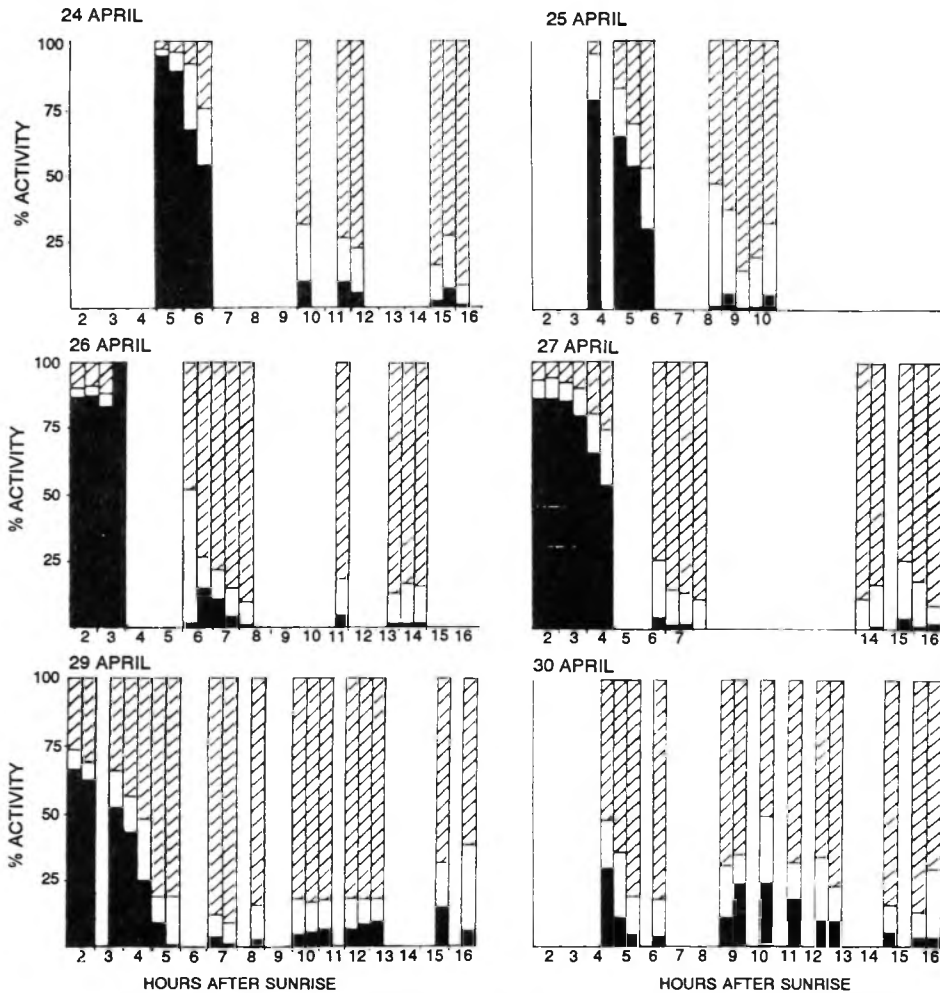 24 APRIL
25 APRIL
100
75
50
25
% ACTIVITY
2 3 4 5 6 7 8 9 10 11 12 13 14 15 16
2 3 4 5 6 7 8 9 10
26 APRIL
27 APRIL
100
75
50
25
% ACTIVITY
2 3 4 5 6 7 8 9 10 11 13 14 15 16
2 3 4 5 6 7 14 15 16
29 APRIL
30 APRIL
100
75
50
25
% ACTIVITY
2 3 4 5 6 7 8 9 10 11 12 13 14 15 16
2 3 4 5 6 7 8 9 10 11 12 13 14 15 16
HOURS AFTER SUNRISE
HOURS AFTER SUNRISE